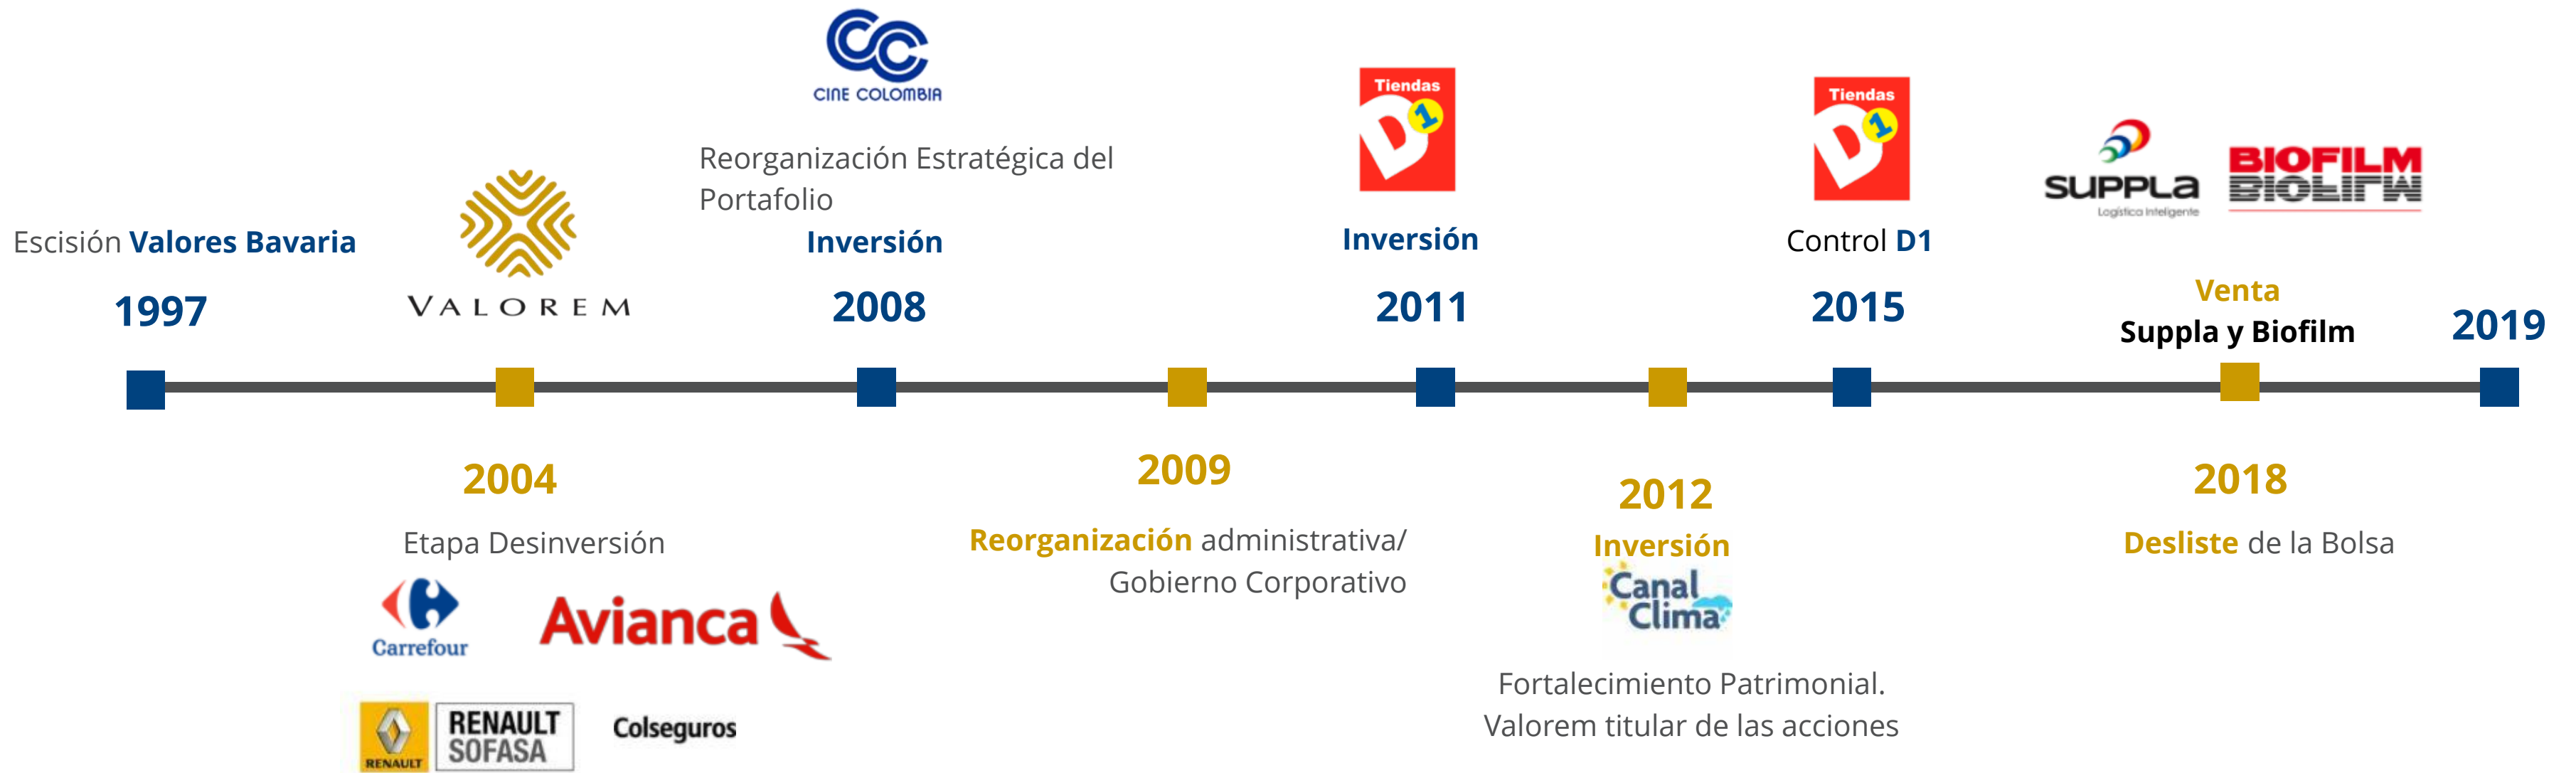 Escisión Valores Bavaria
1997
VALOREM
2004
Etapa Desinversión
Carrefour
Avianca
RENAULT
RENAULT
SOFASA
Colseguros
CINE COLOMBIA
Reorganización Estratégica del
Portafolio
Inversión
2008
2009
Reorganización administrativa/
Gobierno Corporativo
Tiendas
D1
Inversión
2011
2012
Inversión
Canal
Clima
Fortalecimiento Patrimonial.
Valorem titular de las acciones
Tiendas
D1
Control D1
2015
SUPPLA
Logística Inteligente
BIOFILM
Venta
Suppla y Biofilm
2018
Desliste de la Bolsa
2019